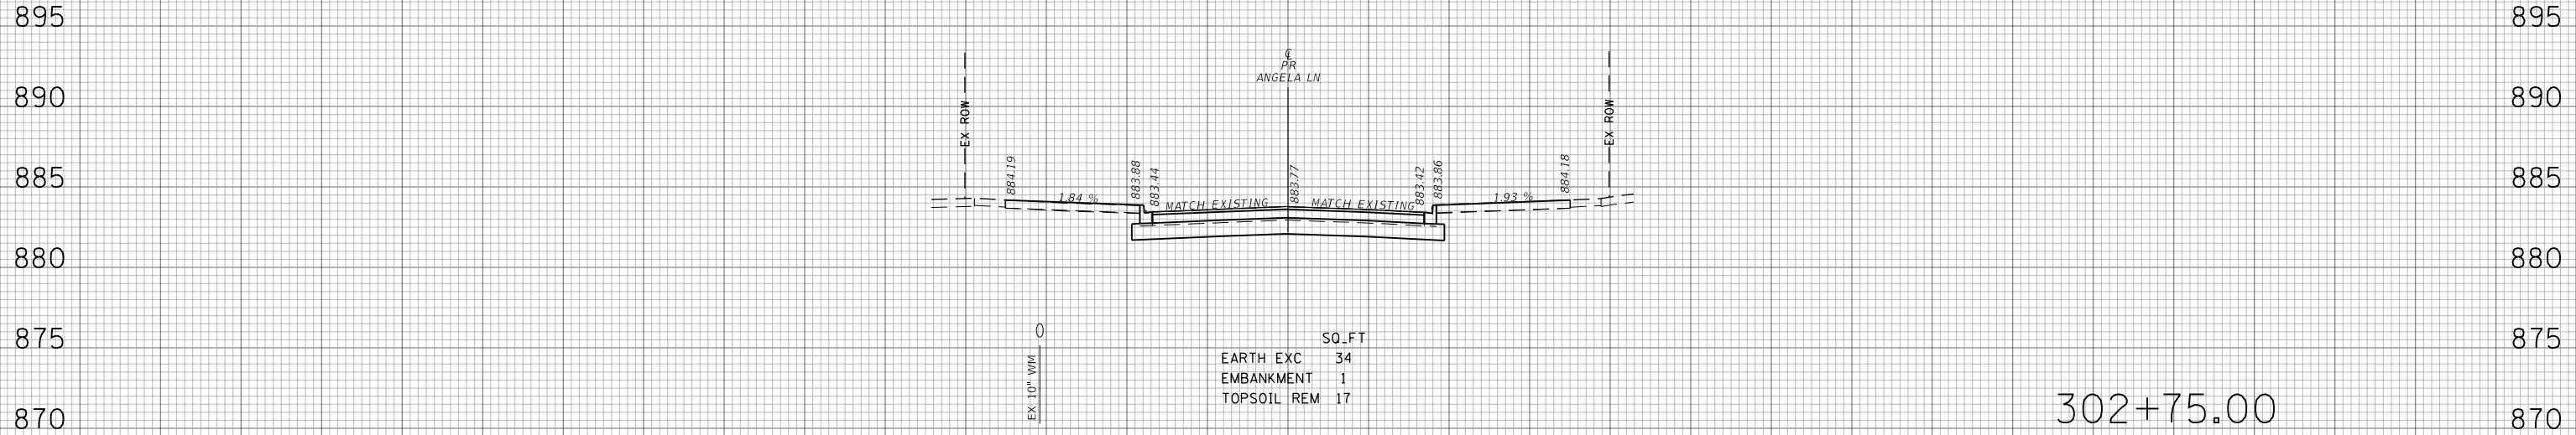 895 895
℄
PR
ANGELA LN
890 890
EX ROW EX ROW
884.19 883.88 883.44 883.77 883.42 883.86 884.18
885 885
1.84 % MATCH EXISTING MATCH EXISTING 1.93 %
880 880
875 875
SQ_FT
EARTH EXC 34
EMBANKMENT 1
TOPSOIL REM 17
EX 10" WM
870 870
302+75.00